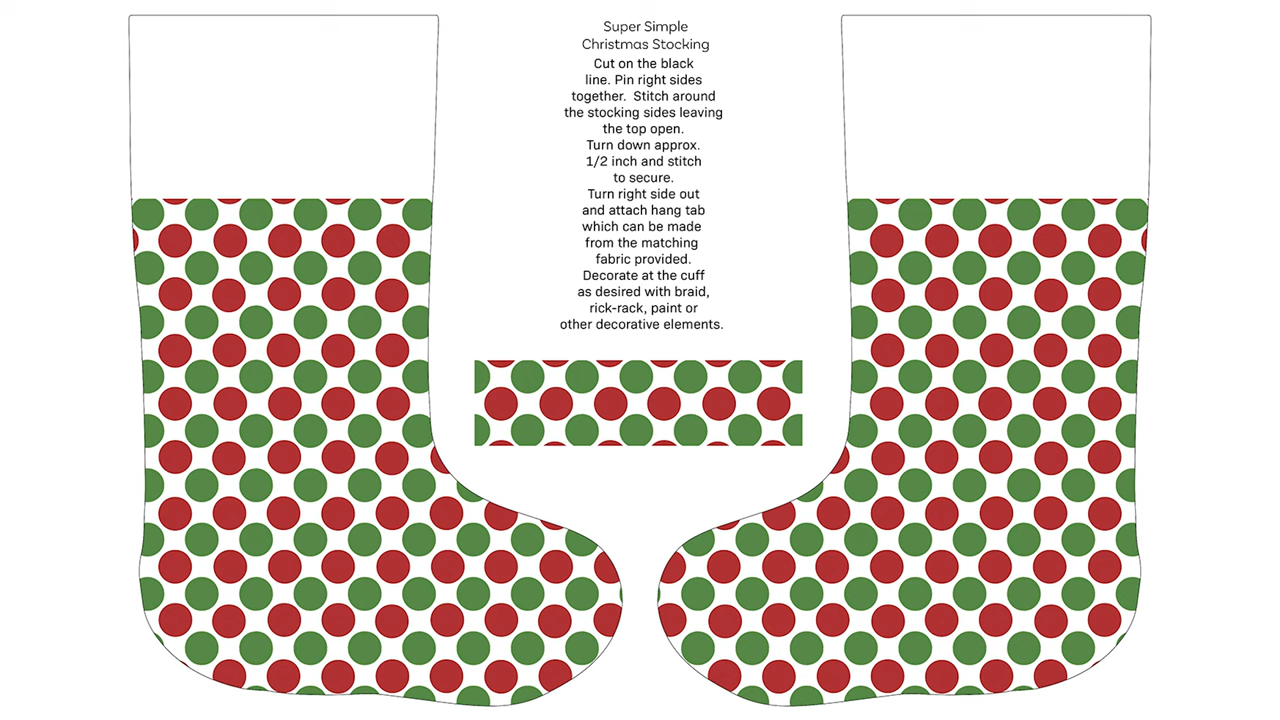 Super Simple
Christmas Stocking
Cut on the black
line. Pin right sides
together.  Stitch around
the stocking sides leaving
the top open.
Turn down approx.
1/2 inch and stitch
to secure.
Turn right side out
and attach hang tab
which can be made
from the matching
fabric provided.
Decorate at the cuff
as desired with braid,
rick-rack, paint or
other decorative elements.